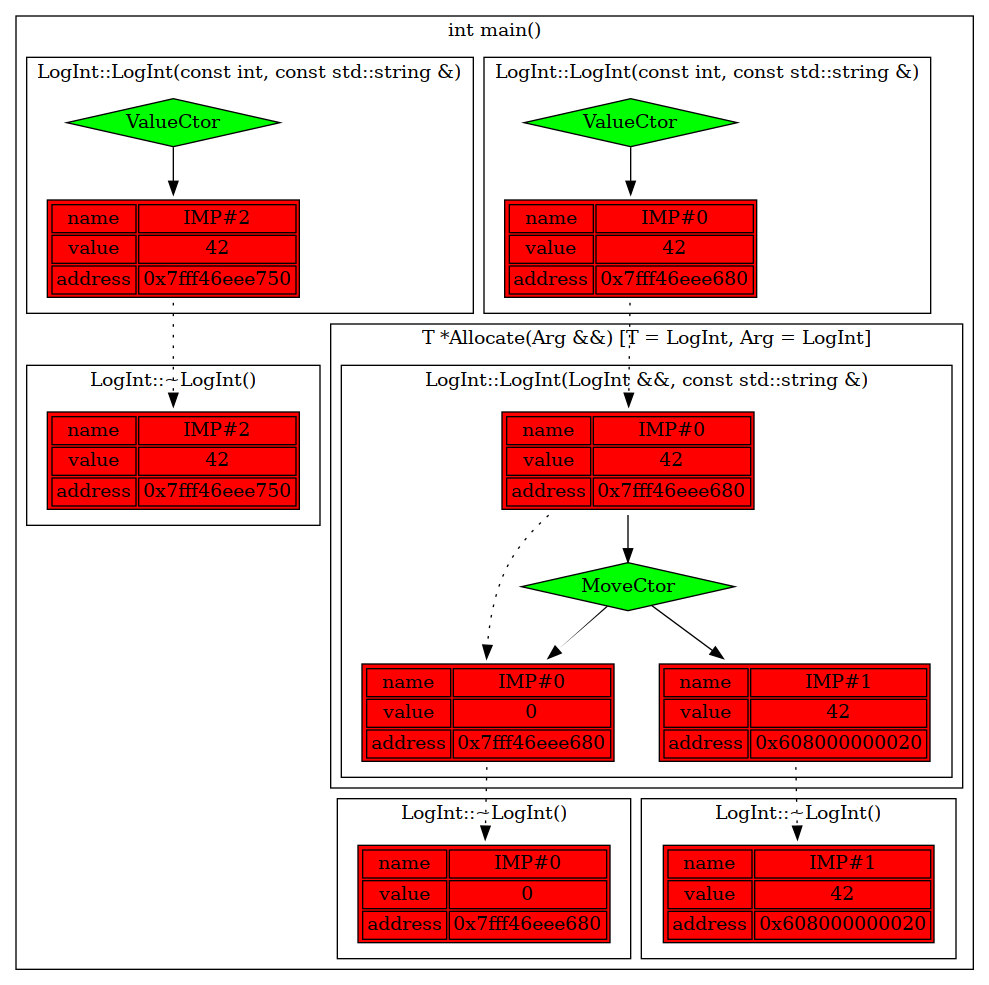 int main()
LogInt::LogInt(const int, const std::string &)
ValueCtor
name IMP#2
value 42
address 0x7fff46eee750
LogInt::LogInt(const int, const std::string &)
ValueCtor
name IMP#0
value 42
address 0x7fff46eee680
LogInt::~LogInt()
name IMP#2
value 42
address 0x7fff46eee750
T *Allocate(Arg &&) [T = LogInt, Arg = LogInt]
LogInt::LogInt(LogInt &&, const std::string &)
name IMP#0
value 42
address 0x7fff46eee680
MoveCtor
name IMP#0
value 0
address 0x7fff46eee680
name IMP#1
value 42
address 0x608000000020
LogInt::~LogInt()
name IMP#0
value 0
address 0x7fff46eee680
LogInt::~LogInt()
name IMP#1
value 42
address 0x608000000020